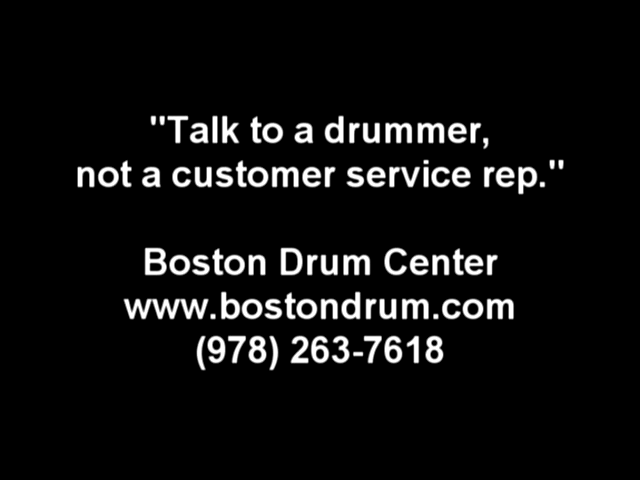 "Talk to a drummer,
not a customer service rep."
Boston Drum Center
www.bostondrum.com
(978) 263-7618